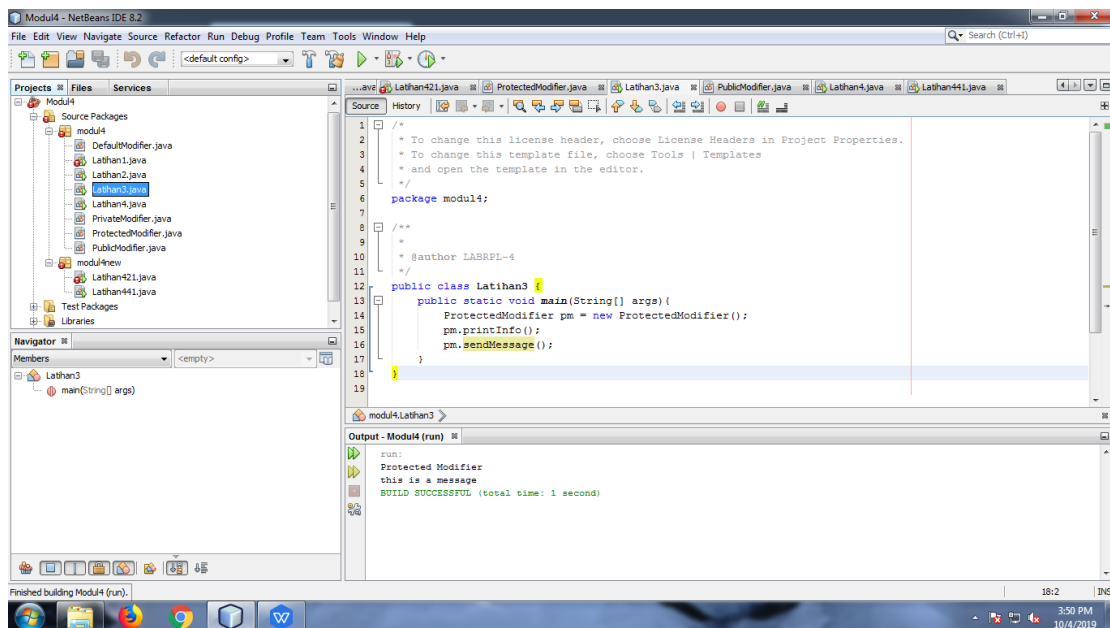 Modul4 - NetBeans IDE 8.2
File Edit View Navigate Source Refactor Run Debug Profile Team Tools Window Help
Search (Ctrl+I)
<default config>
Projects Files Services
Modul4
Source Packages
modul4
DefaultModifier.java
Latihan1.java
Latihan2.java
Latihan3.java
Latihan4.java
PrivateModifier.java
ProtectedModifier.java
PublicModifier.java
modul4new
Latihan421.java
Latihan441.java
Test Packages
Libraries
Navigator
Members <empty>
Latihan3
main(String[] args)
...ava Latihan421.java ProtectedModifier.java Latihan3.java PublicModifier.java Latihan4.java Latihan441.java
Source History
1 /*
2 * To change this license header, choose License Headers in Project Properties.
3 * To change this template file, choose Tools | Templates
4 * and open the template in the editor.
5 */
6 package modul4;
7
8 /**
9 *
10 * @author LABRPL-4
11 */
12 public class Latihan3 {
13 public static void main(String[] args){
14 ProtectedModifier pm = new ProtectedModifier();
15 pm.printInfo();
16 pm.sendMessage();
17 }
18 }
19
modul4.Latihan3
Output - Modul4 (run)
run:
Protected Modifier
this is a message
BUILD SUCCESSFUL (total time: 1 second)
Finished building Modul4 (run).
18:2 INS
3:50 PM
10/4/2019